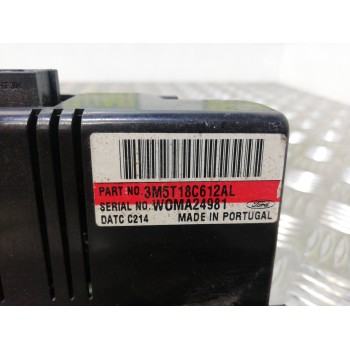 PART NO. 3M5T18C612AL
SERIAL NO. WOMA24981
Ford
DATC C214 MADE IN PORTUGAL